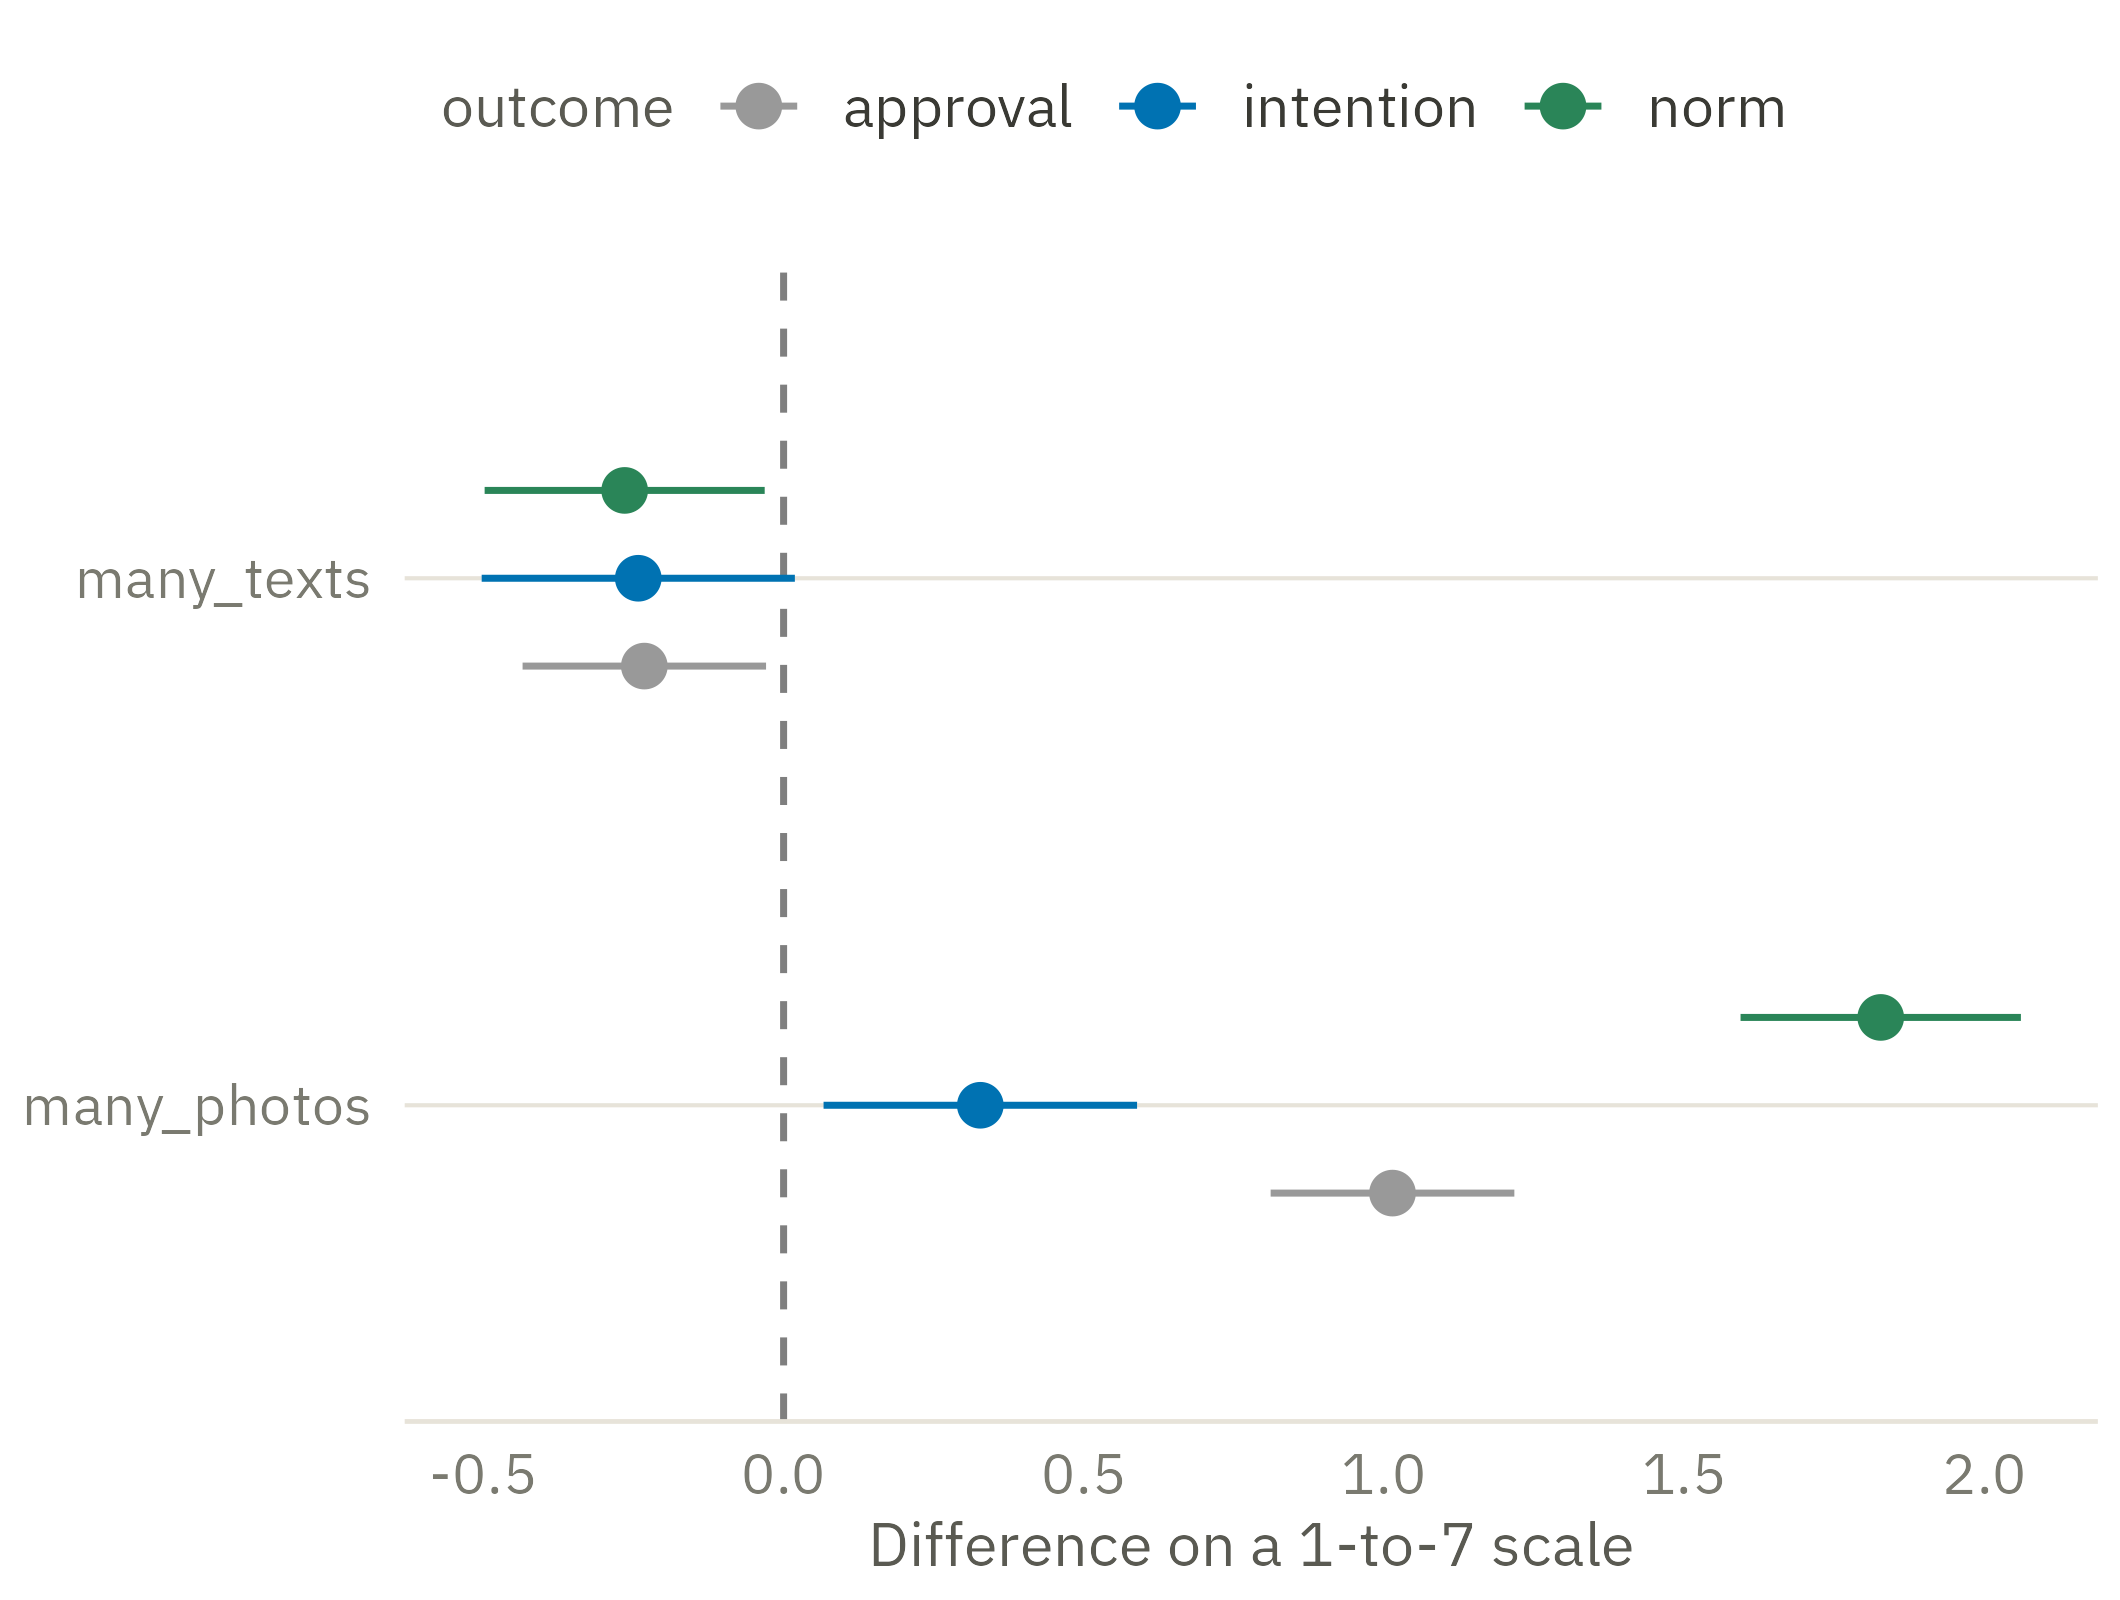 outcome approval intention norm
many_texts
many_photos
-0.5 0.0 0.5 1.0 1.5 2.0
Difference on a 1-to-7 scale